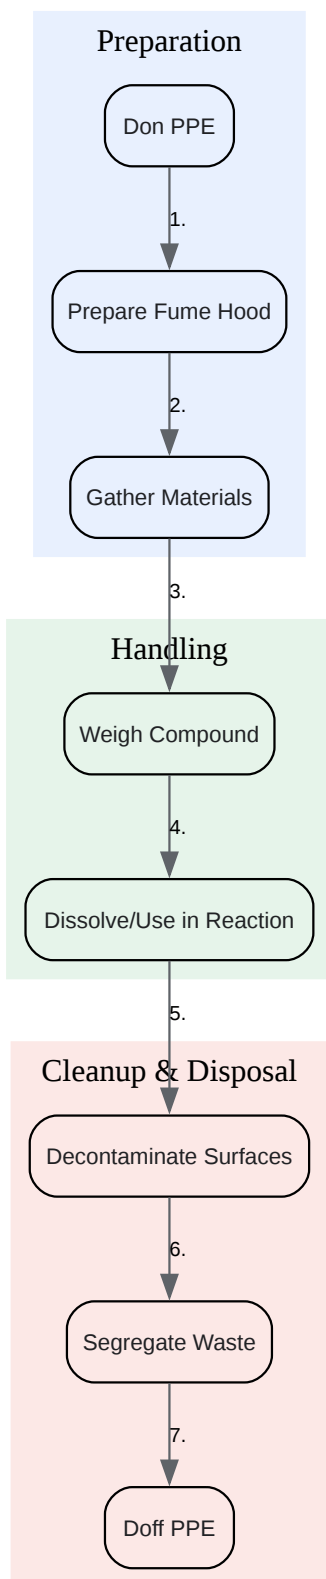 Preparation
Don PPE
1.
Prepare Fume Hood
2.
Gather Materials
3.
Handling
Weigh Compound
4.
Dissolve/Use in Reaction
5.
Cleanup & Disposal
Decontaminate Surfaces
6.
Segregate Waste
7.
Doff PPE